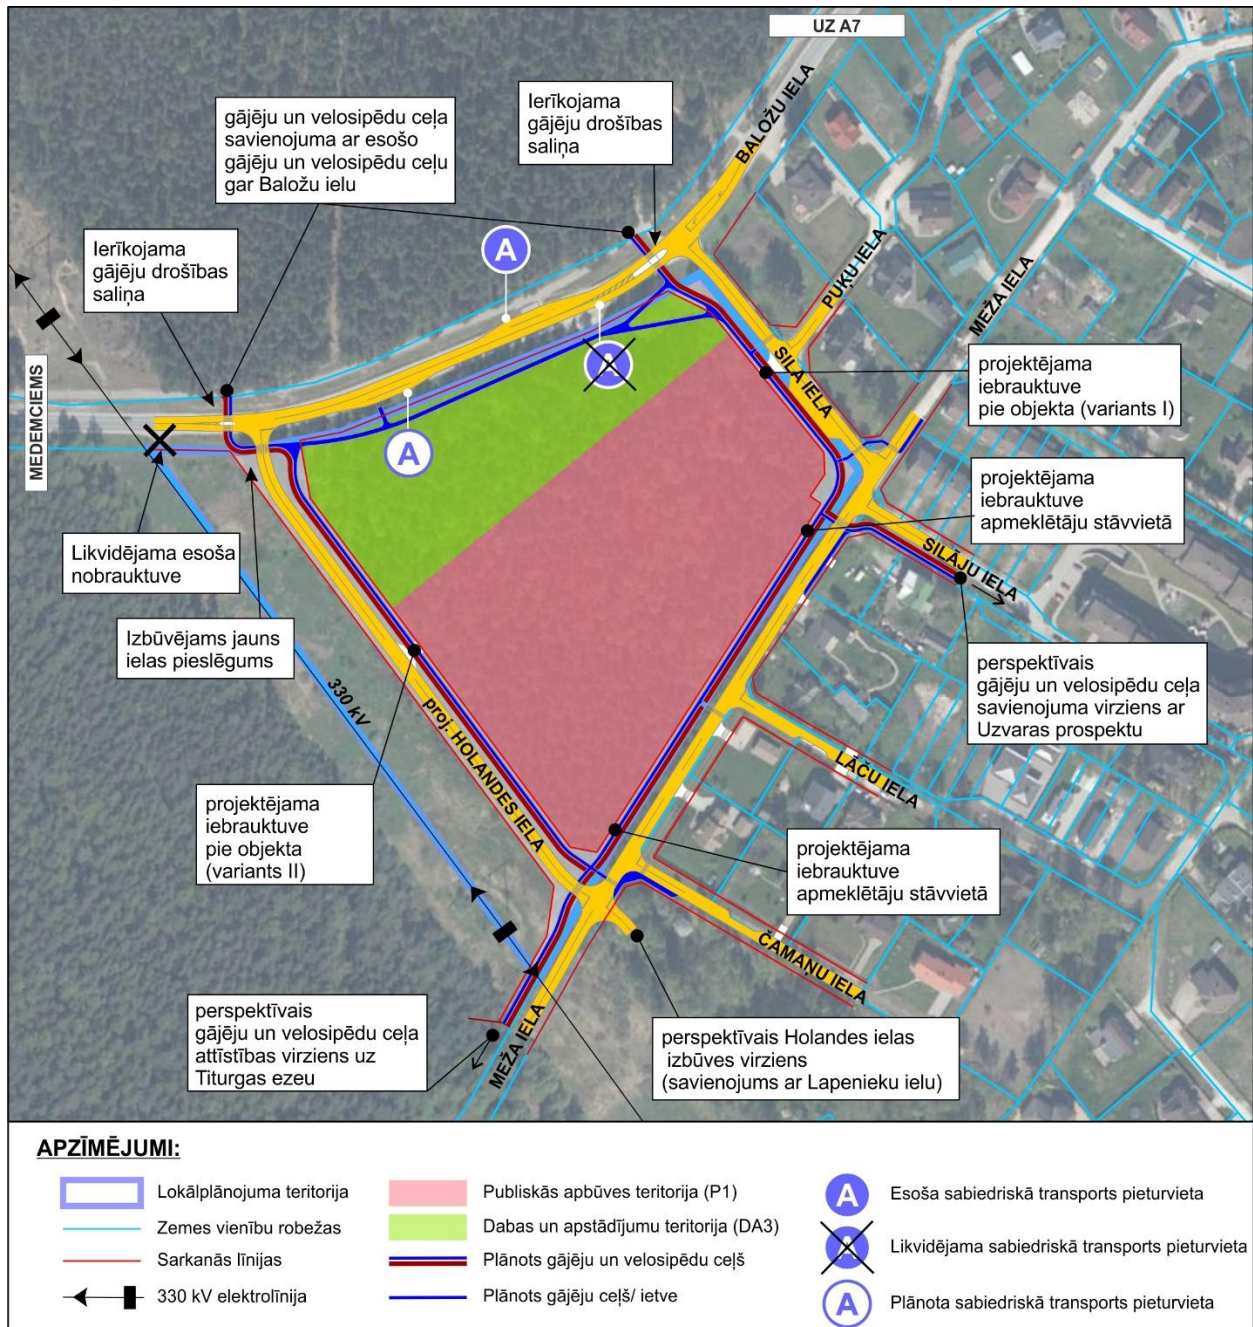 UZ A7
gājēju un velosipēdu ceļa
savienojuma ar esošo
gājēju un velosipēdu ceļu
gar Baložu ielu
Ierīkojama
gājēju drošības
saliņa
BALOŽU IELA
Ierīkojama
gājēju drošības
saliņa
A
A
A
PUKU IELA
MEŽA IELA
SILA IELA
projektējama
iebrauktuve
pie objekta (variants I)
MEDEMCIEMS
projektējama
iebrauktuve
apmeklētāju stāvvietā
Likvidējama esoša
nobrauktuve
SILĀJU IELA
Izbūvējams jauns
ielas pieslēgums
perspektīvais
gājēju un velosipēdu ceļa
savienojuma virziens ar
Uzvaras prospektu
330 kV
proj. HOLANDES IELA
LĀČU IELA
projektējama
iebrauktuve
pie objekta
(variants II)
projektējama
iebrauktuve
apmeklētāju stāvvietā
ČAMAŅU IELA
perspektīvais
gājēju un velosipēdu ceļa
attīstības virziens uz
Titurgas ezeu
MEŽA IELA
perspektīvais Holandes ielas
izbūves virziens
(savienojums ar Lapenieku ielu)
APZĪMĒJUMI:
Lokālplānojuma teritorija
Zemes vienību robežas
Sarkanās līnijas
330 kV elektrolīnija
Publiskās apbūves teritorija (P1)
Dabas un apstādījumu teritorija (DA3)
Plānots gājēju un velosipēdu ceļš
Plānots gājēju ceļš/ ietve
A Esoša sabiedriskā transports pieturvieta
A Likvidējama sabiedriskā transports pieturvieta
A Plānota sabiedriskā transports pieturvieta